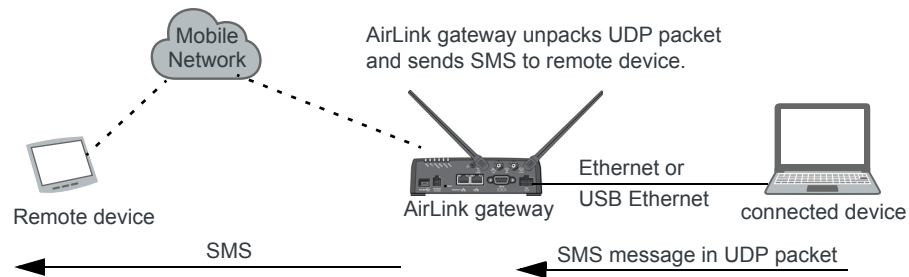 Mobile
Network
AirLink gateway unpacks UDP packet
and sends SMS to remote device.
Ethernet or
USB Ethernet
Remote device
AirLink gateway
connected device
SMS
SMS message in UDP packet